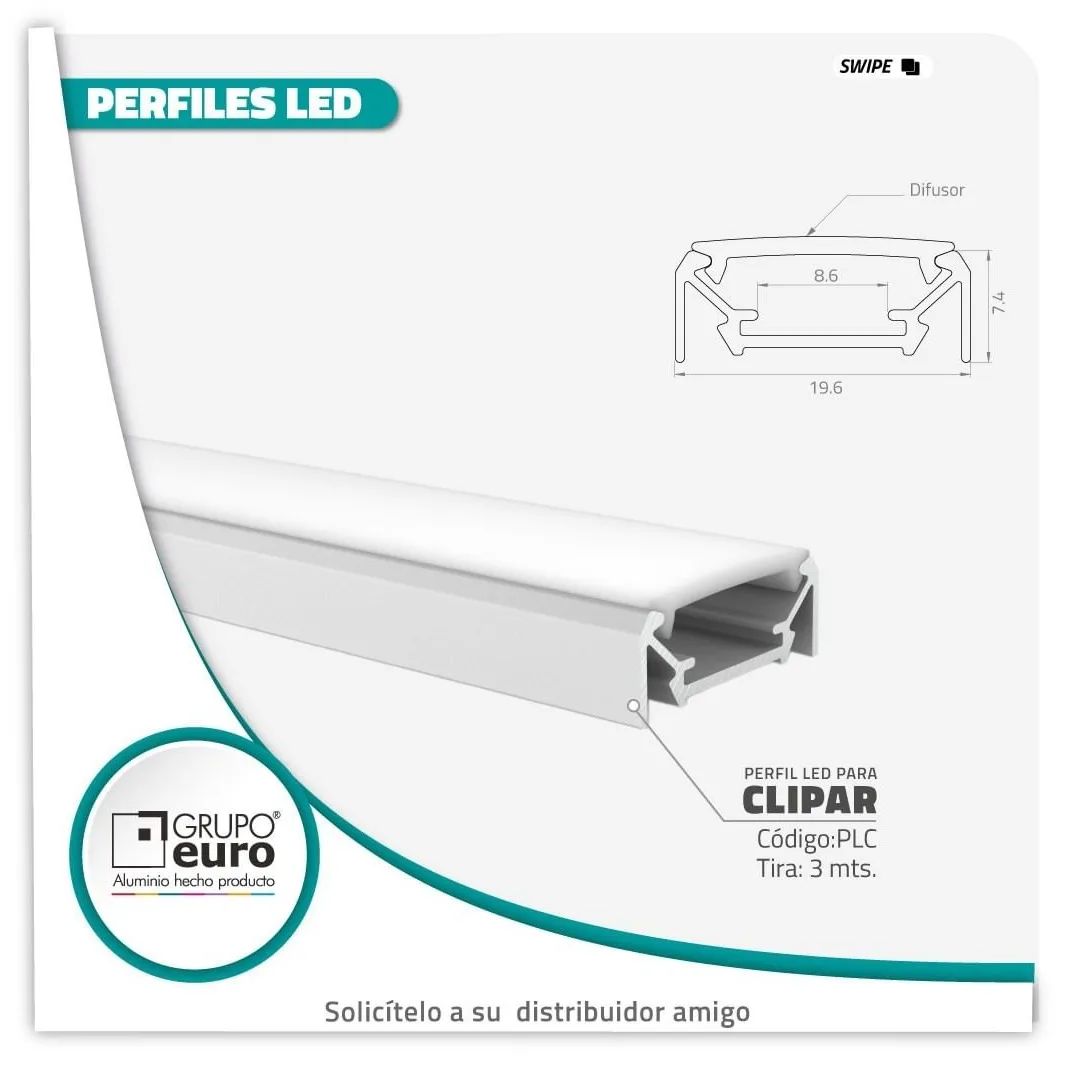 SWIPE
PERFILES LED
Difusor
8.6
7.4
19.6
PERFIL LED PARA
CLIPAR
Código:PLC
Tira: 3 mts.
GRUPO®
euro
Aluminio hecho producto
Solicítelo a su distribuidor amigo